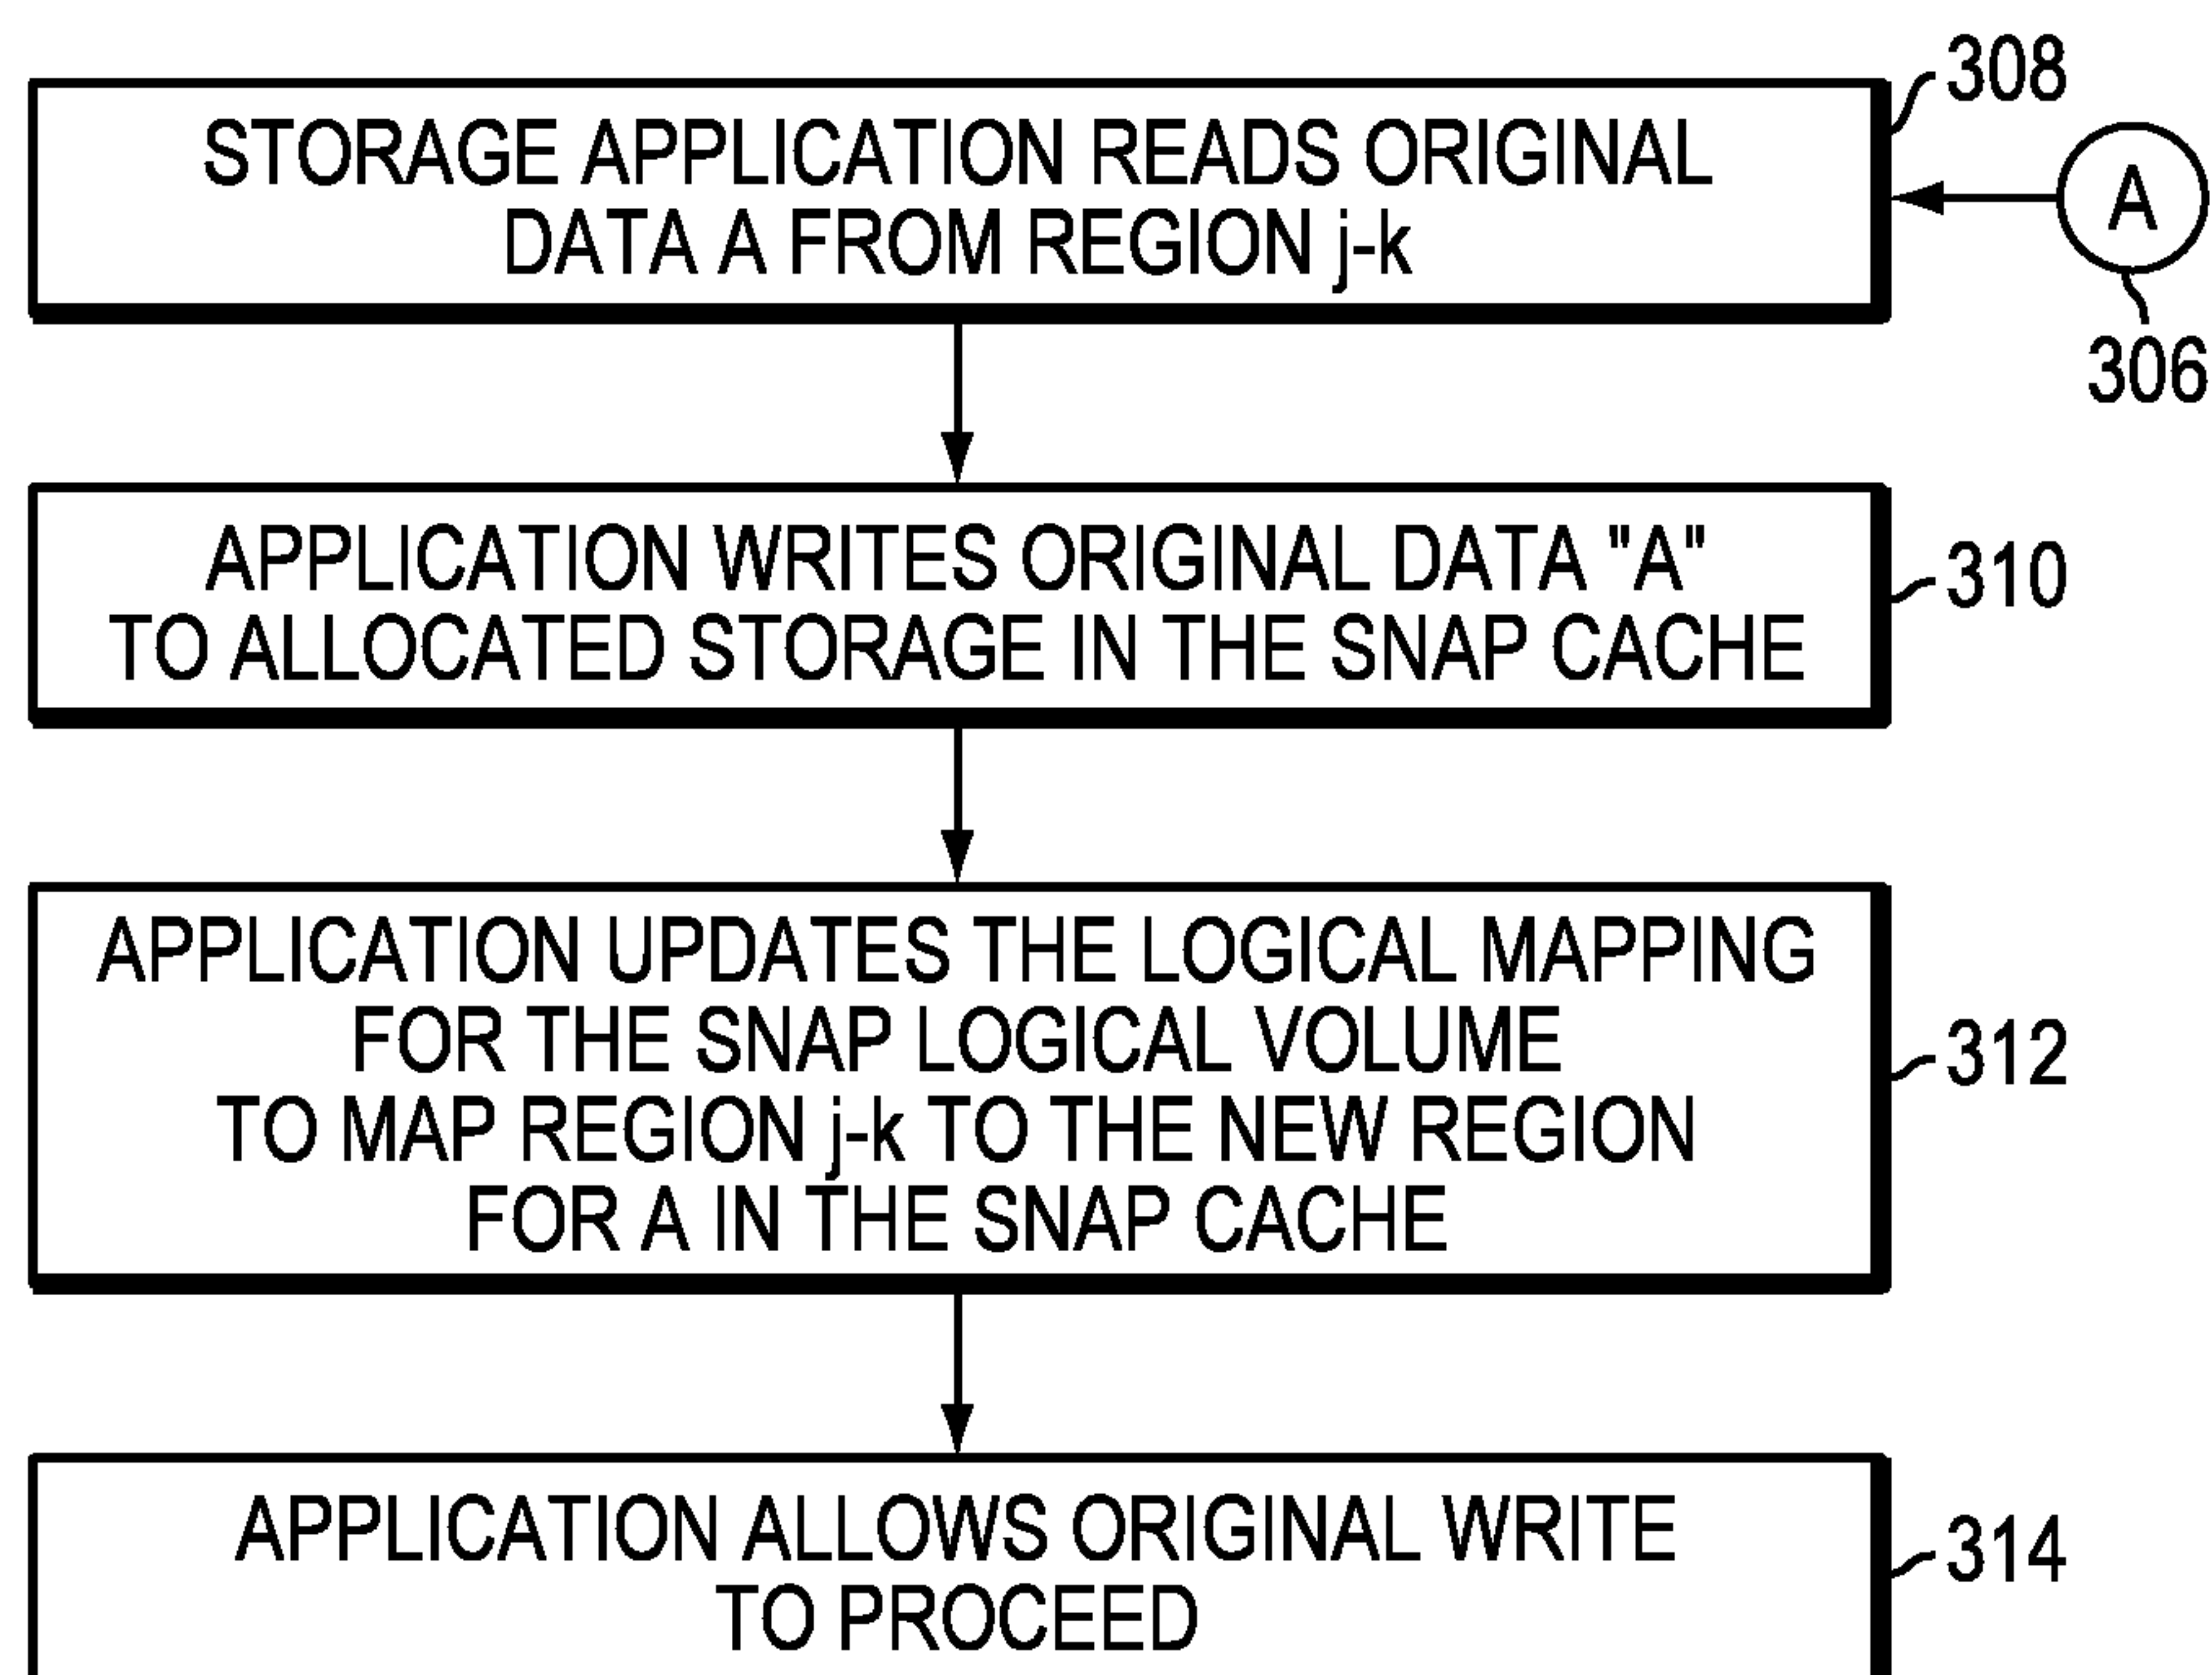 308
STORAGE APPLICATION READS ORIGINAL
DATA A FROM REGION j-k
A
306
APPLICATION WRITES ORIGINAL DATA "A"
TO ALLOCATED STORAGE IN THE SNAP CACHE
310
APPLICATION UPDATES THE LOGICAL MAPPING
FOR THE SNAP LOGICAL VOLUME
TO MAP REGION j-k TO THE NEW REGION
FOR A IN THE SNAP CACHE
312
APPLICATION ALLOWS ORIGINAL WRITE
TO PROCEED
314